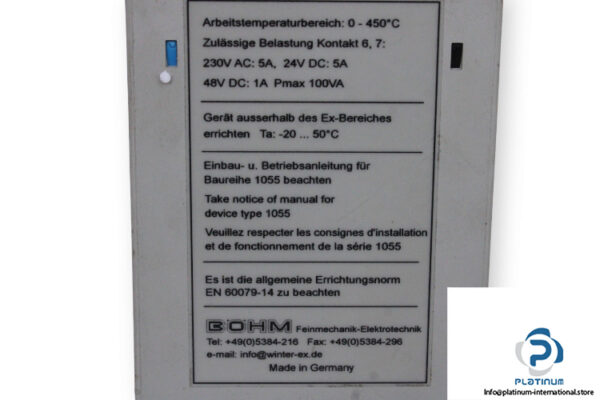 Arbeitstemperaturbereich: 0 - 450°C
Zulässige Belastung Kontakt 6, 7:
230V AC: 5A, 24V DC: 5A
48V DC: 1A Pmax 100VA
Gerät ausserhalb des Ex-Bereiches
errichten Ta: -20 ... 50°C
Einbau- u. Betriebsanleitung für
Baureihe 1055 beachten
Take notice of manual for
device type 1055
Veuillez respecter les consignes d'installation
et de fonctionnement de la série 1055
Es ist die allgemeine Errichtungsnorm
EN 60079-14 zu beachten
BÖHM Feinmechanik-Elektrotechnik
Tel: +49(0)5384-216 Fax: +49(0)5384-296
e-mail: info@winter-ex.de
Made in Germany
PLATINUM
Info@platinum-international.store